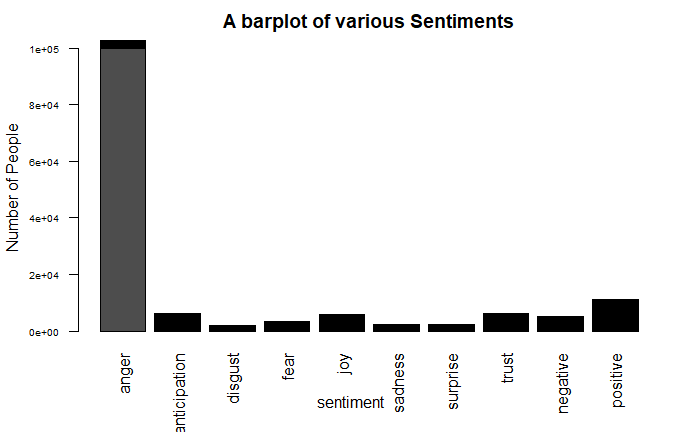 A barplot of various Sentiments
Number of People
1e+05
8e+04
6e+04
4e+04
2e+04
0e+00
anger
anticipation
disgust
fear
joy
sadness
surprise
trust
negative
positive
sentiment